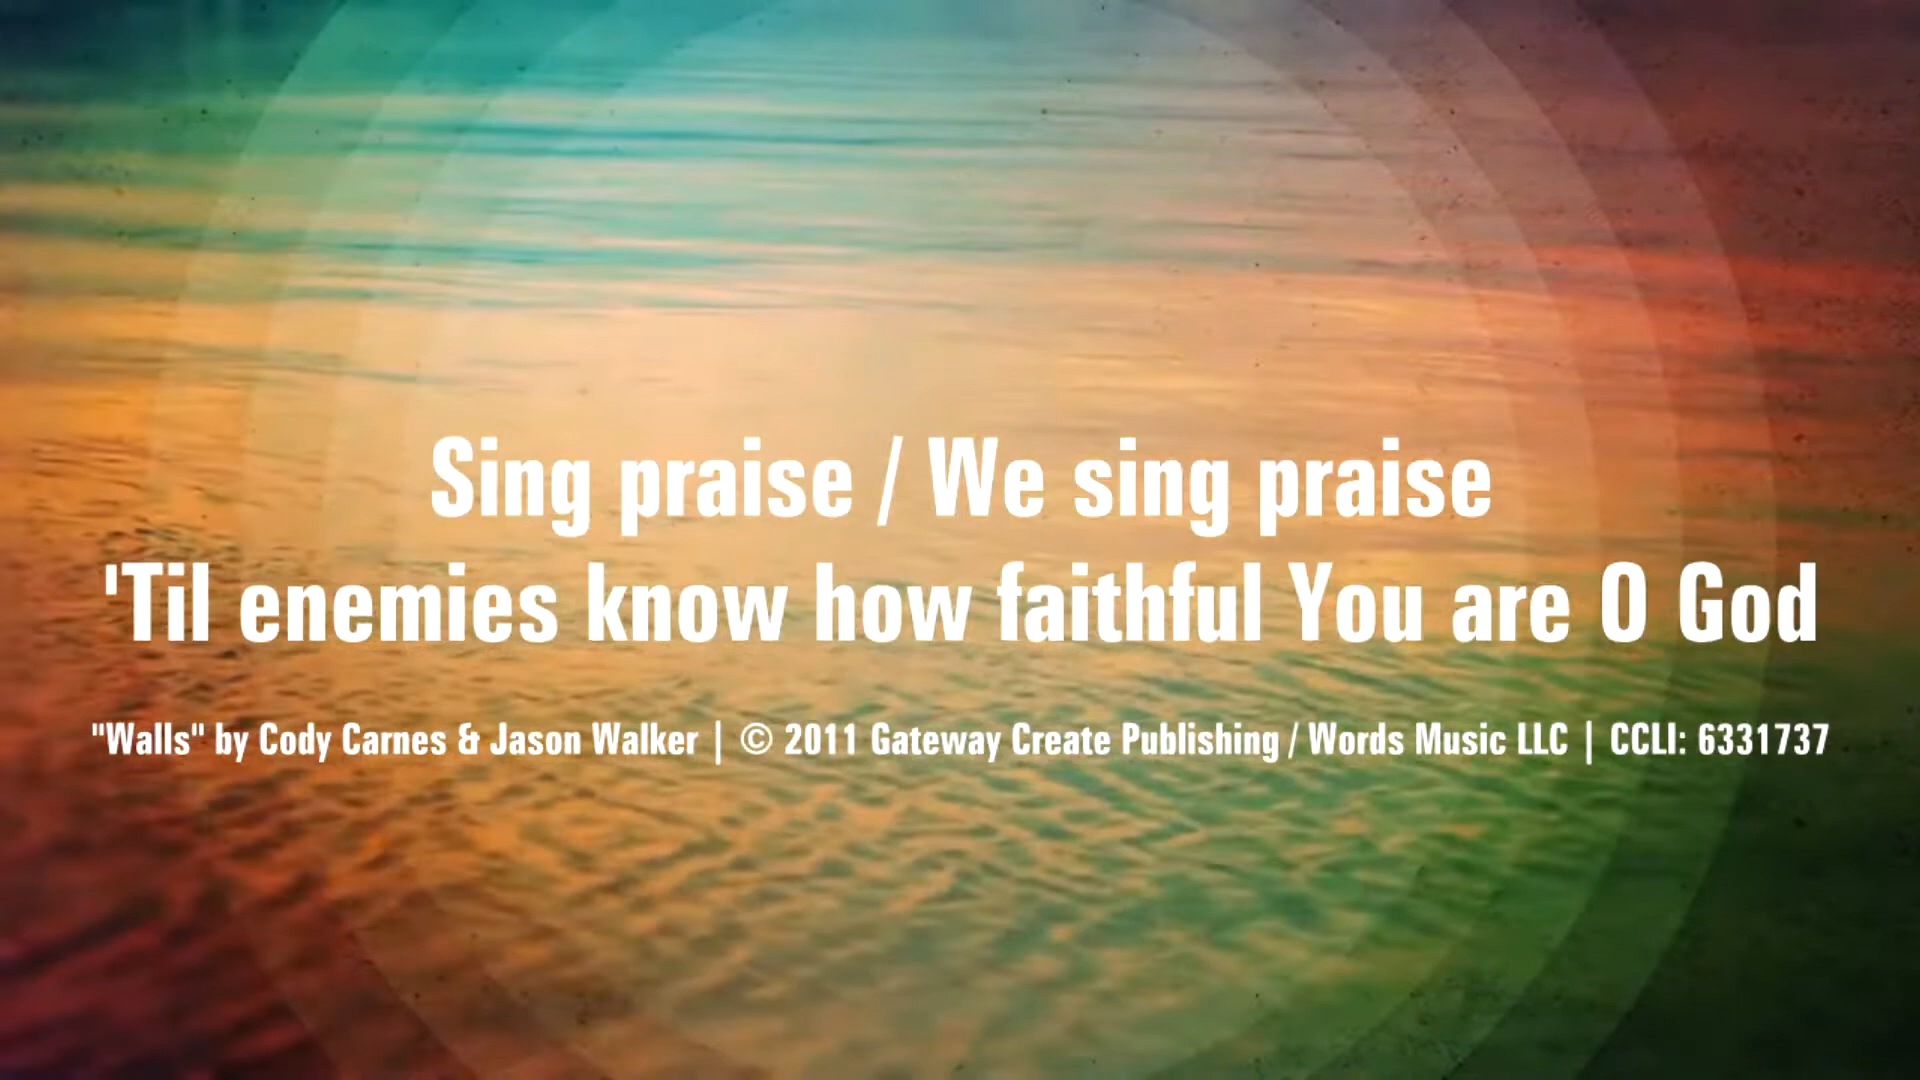 Sing praise / We sing praise
'Til enemies know how faithful You are O God
"Walls" by Cody Carnes & Jason Walker | © 2011 Gateway Create Publishing / Words Music LLC | CCLI: 6331737